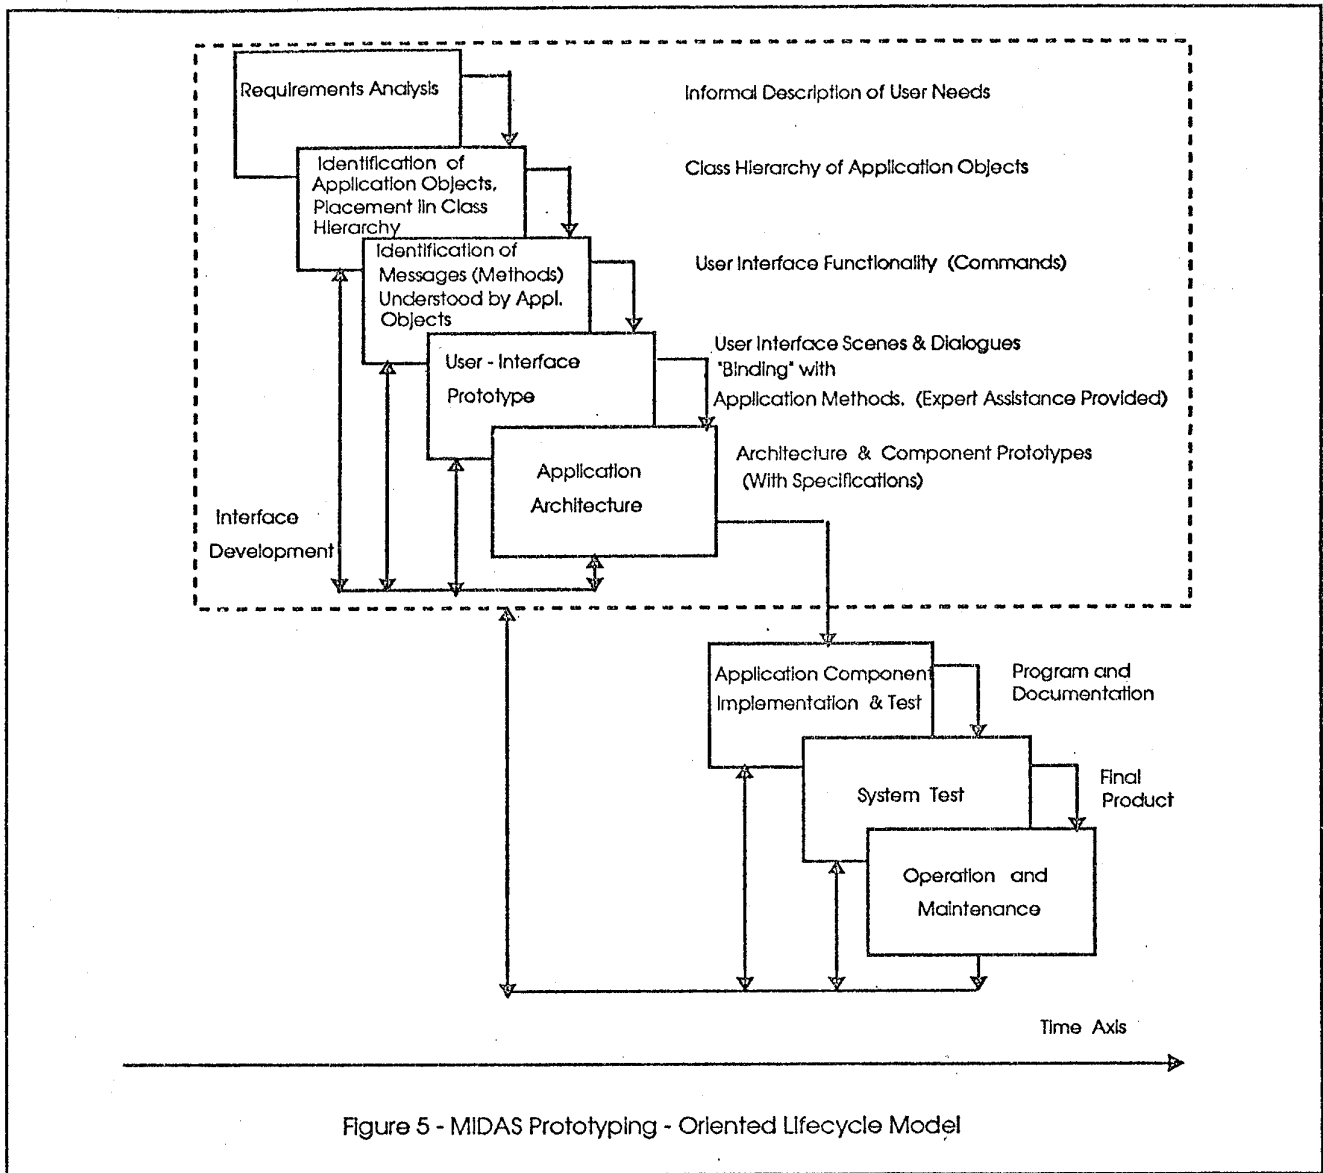 Requirements Analysis
Informal Description of User Needs
Identification of
Application Objects,
Placement iin Class
Hierarchy
Class Hierarchy of Application Objects
Identification of
Messages (Methods)
Understood by Appl.
Objects
User Interface Functionality (Commands)
User - Interface
Prototype
User Interface Scenes & Dialogues
"Binding" with
Application Methods. (Expert Assistance Provided)
Application
Architecture
Architecture & Component Prototypes
(With Specifications)
Interface
Development
Application Component
Implementation & Test
Program and
Documentation
System Test
Final
Product
Operation and
Maintenance
Time Axis
Figure 5 - MIDAS Prototyping - Oriented Lifecycle Model